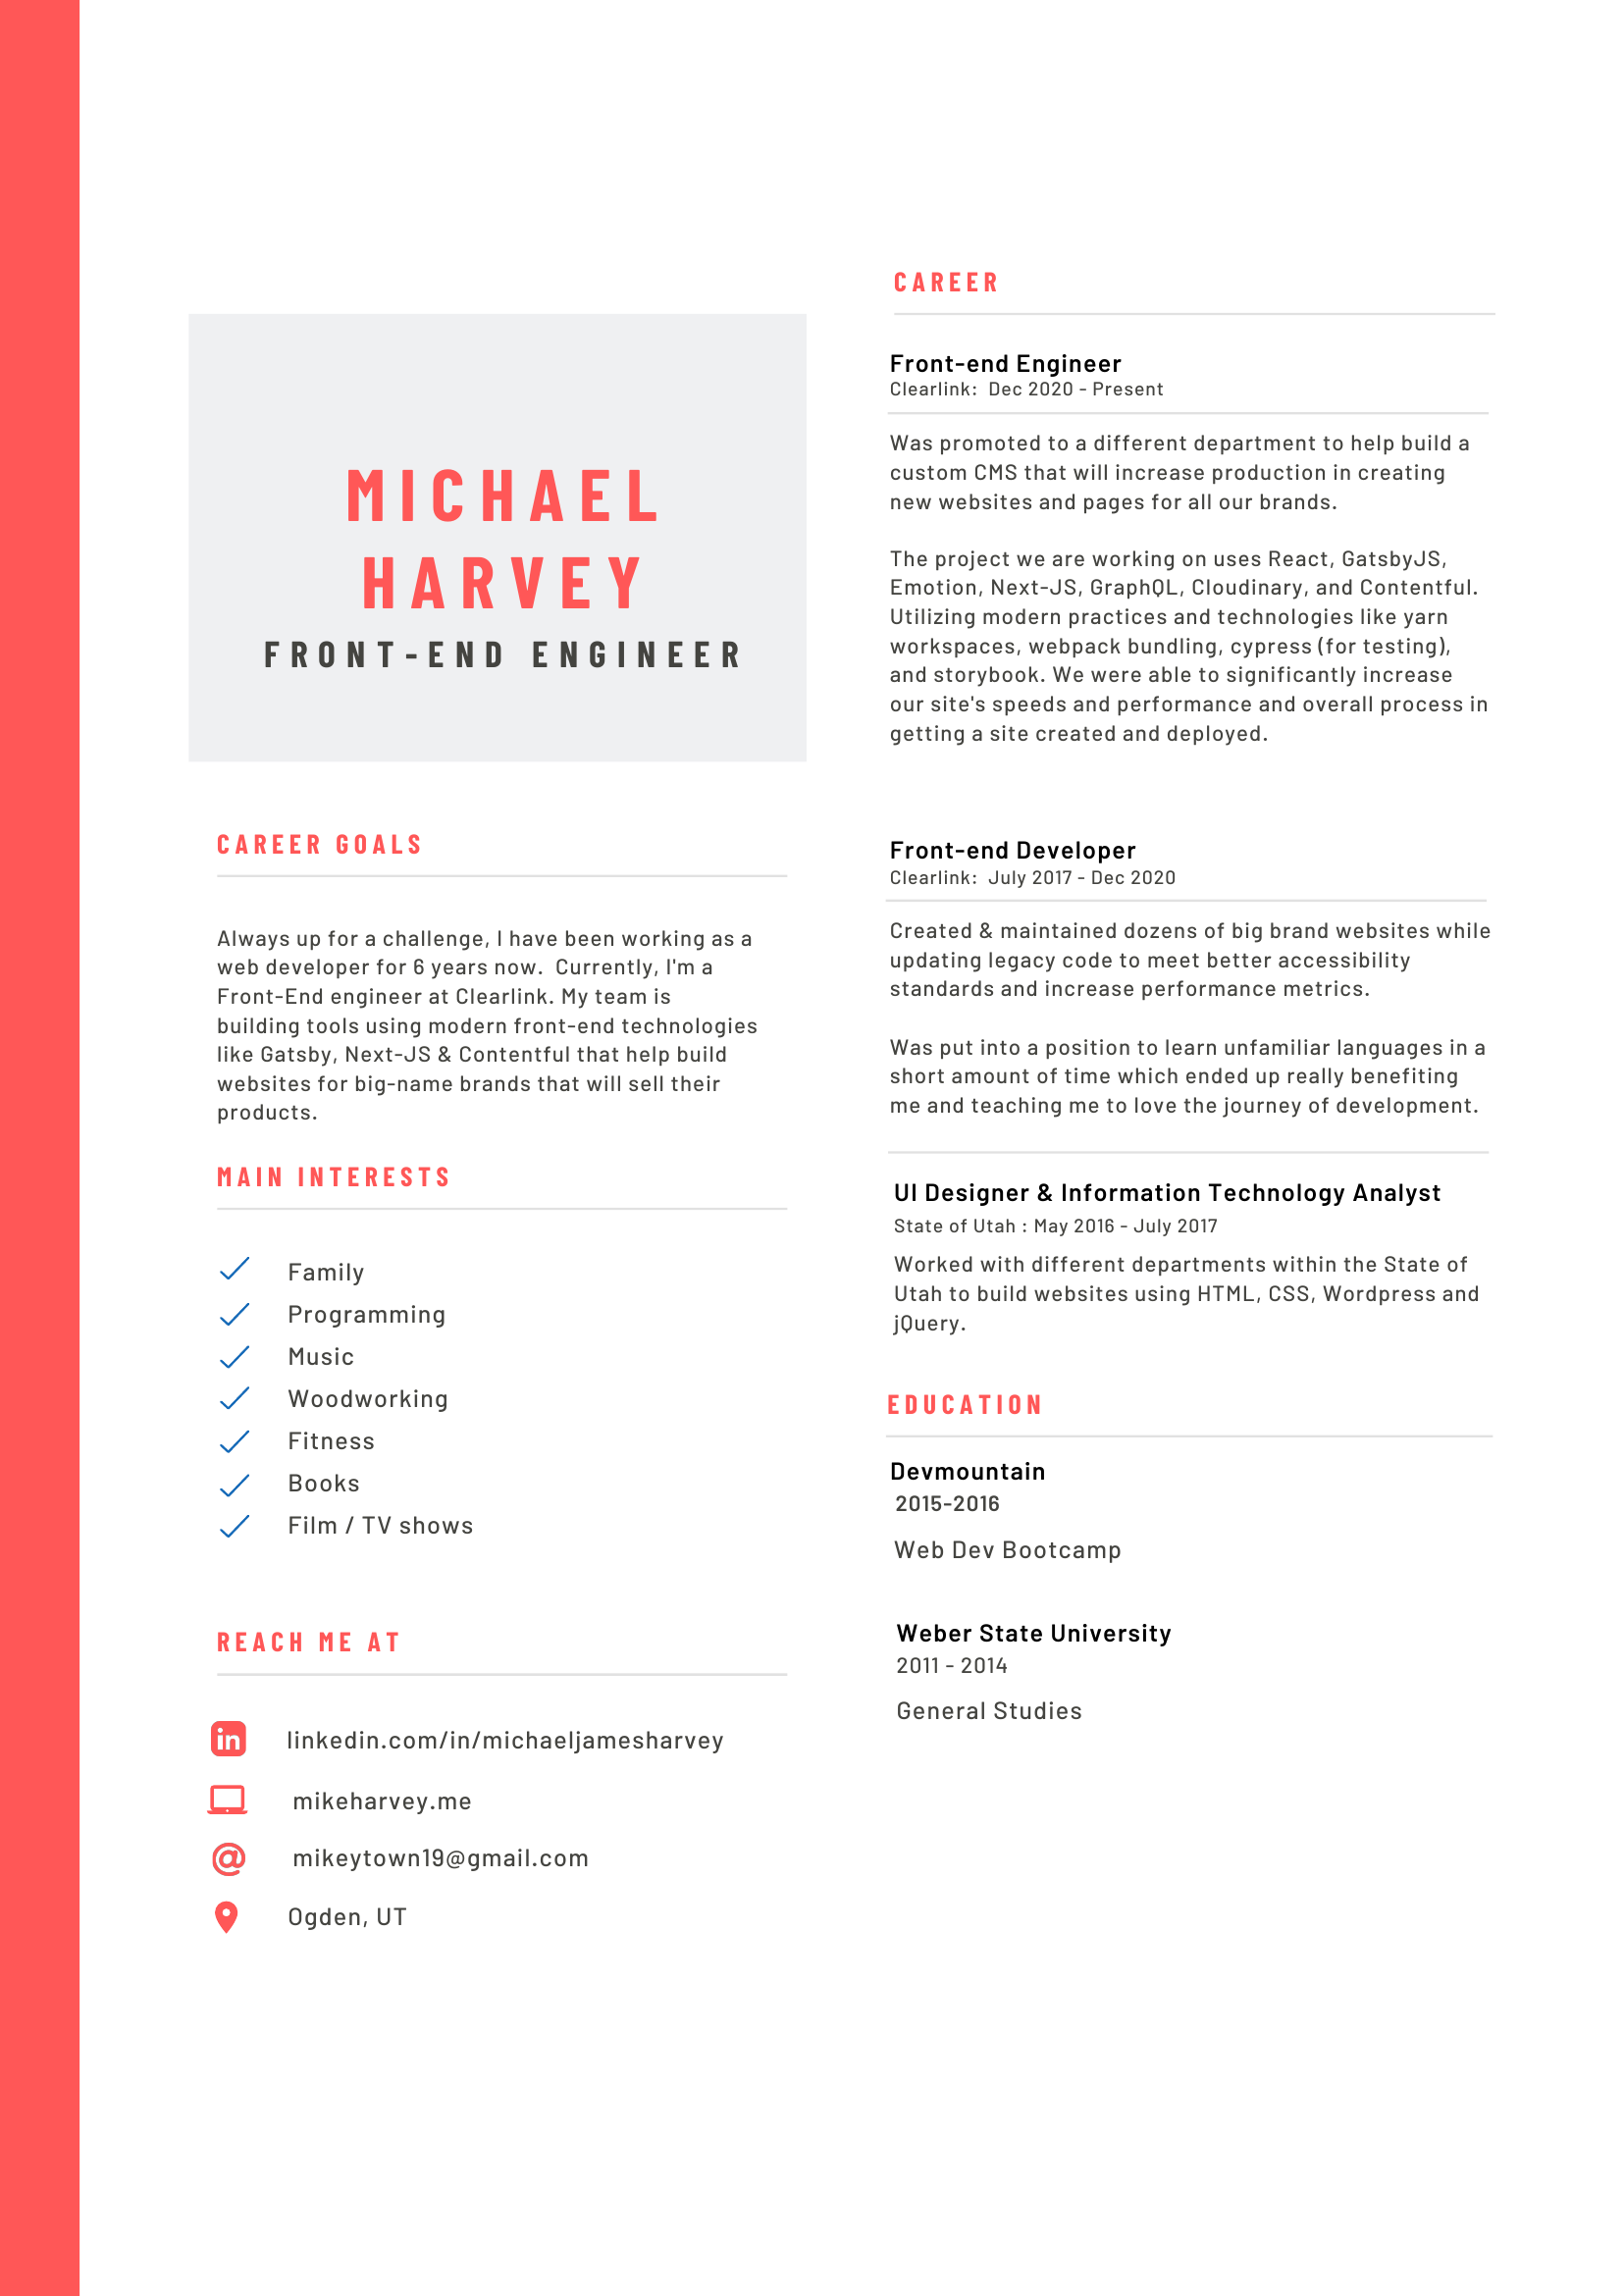 MICHAEL
HARVEY
FRONT-END ENGINEER
CAREER GOALS
Always up for a challenge, I have been working as a
web developer for 6 years now.  Currently, I'm a
Front-End engineer at Clearlink. My team is
building tools using modern front-end technologies
like Gatsby, Next-JS & Contentful that help build
websites for big-name brands that will sell their
products.
MAIN INTERESTS
Family
Programming
Music
Woodworking
Fitness
Books
Film / TV shows
REACH ME AT
in linkedin.com/in/michaeljamesharvey
mikeharvey.me
@ mikeytown19@gmail.com
Ogden, UT
CAREER
Front-end Engineer
Clearlink:  Dec 2020 - Present
Was promoted to a different department to help build a
custom CMS that will increase production in creating
new websites and pages for all our brands.
The project we are working on uses React, GatsbyJS,
Emotion, Next-JS, GraphQL, Cloudinary, and Contentful.
Utilizing modern practices and technologies like yarn
workspaces, webpack bundling, cypress (for testing),
and storybook. We were able to significantly increase
our site's speeds and performance and overall process in
getting a site created and deployed.
Front-end Developer
Clearlink:  July 2017 - Dec 2020
Created & maintained dozens of big brand websites while
updating legacy code to meet better accessibility
standards and increase performance metrics.
Was put into a position to learn unfamiliar languages in a
short amount of time which ended up really benefiting
me and teaching me to love the journey of development.
UI Designer & Information Technology Analyst
State of Utah : May 2016 - July 2017
Worked with different departments within the State of
Utah to build websites using HTML, CSS, Wordpress and
jQuery.
EDUCATION
Devmountain
2015-2016
Web Dev Bootcamp
Weber State University
2011 - 2014
General Studies